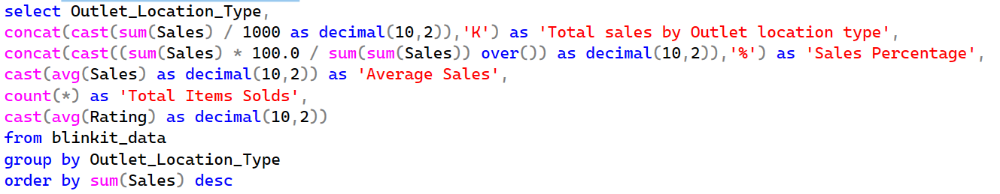 select Outlet_Location_Type,
concat(cast(sum(Sales) / 1000 as decimal(10,2)),'K') as 'Total sales by Outlet location type',
concat(cast((sum(Sales) * 100.0 / sum(sum(Sales)) over()) as decimal(10,2)),'%') as 'Sales Percentage',
cast(avg(Sales) as decimal(10,2)) as 'Average Sales',
count(*) as 'Total Items Solds',
cast(avg(Rating) as decimal(10,2))
from blinkit_data
group by Outlet_Location_Type
order by sum(Sales) desc